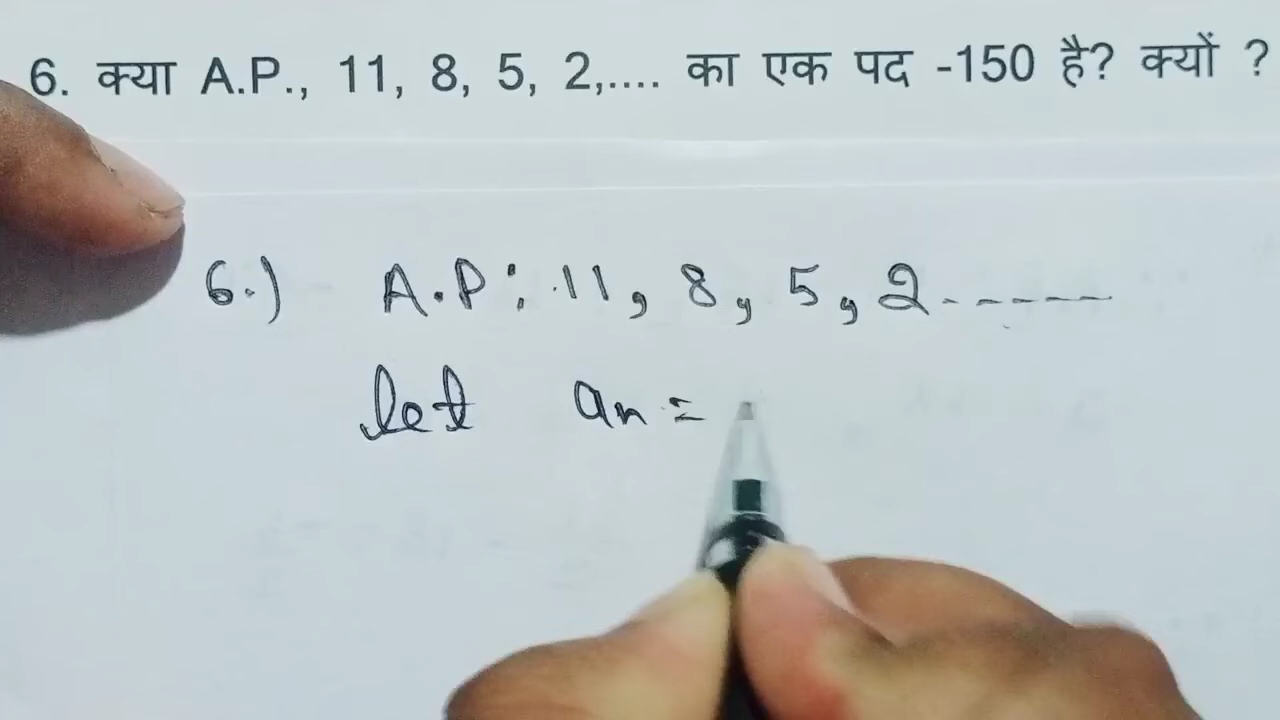 6. क्या A.P., 11, 8, 5, 2,.... का एक पद -150 है? क्यों ?
6.) A.P: 11, 8, 5, 2------
let an =